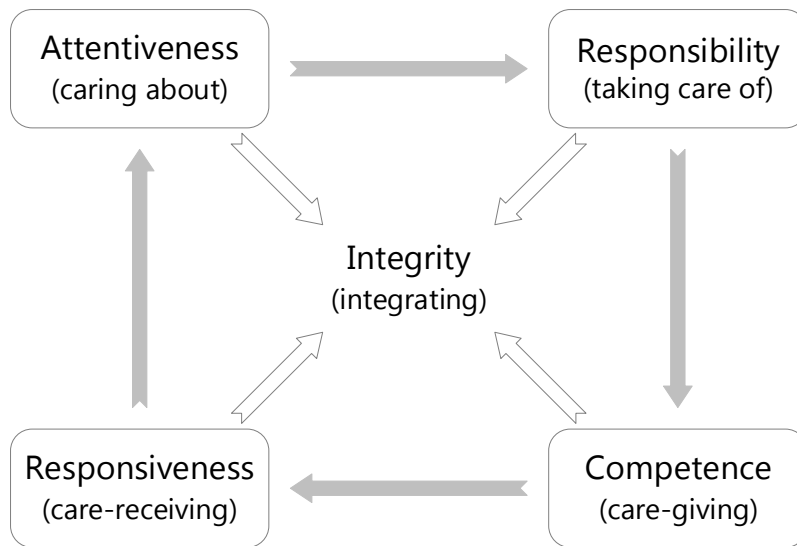 Attentiveness
(caring about)
Responsibility
(taking care of)
Integrity
(integrating)
Responsiveness
(care-receiving)
Competence
(care-giving)